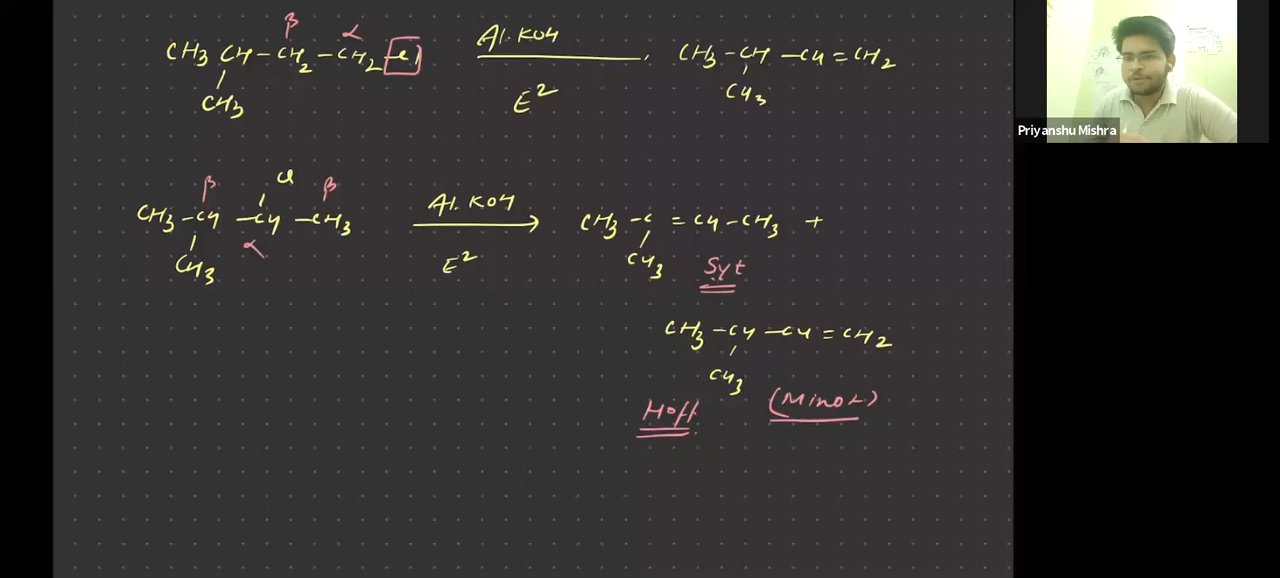 β α
CH3 CH-CH2-CH2-Cl Al.KOH CH3-CH-CH=CH2
CH3 E2 CH3
Priyanshu Mishra
β Cl β
CH3-CH-CH-CH3 Al.KOH CH3-C=CH-CH3 +
CH3 α E2 CH3 Syt
CH3-CH-CH=CH2
CH3
Hoff (Minor)